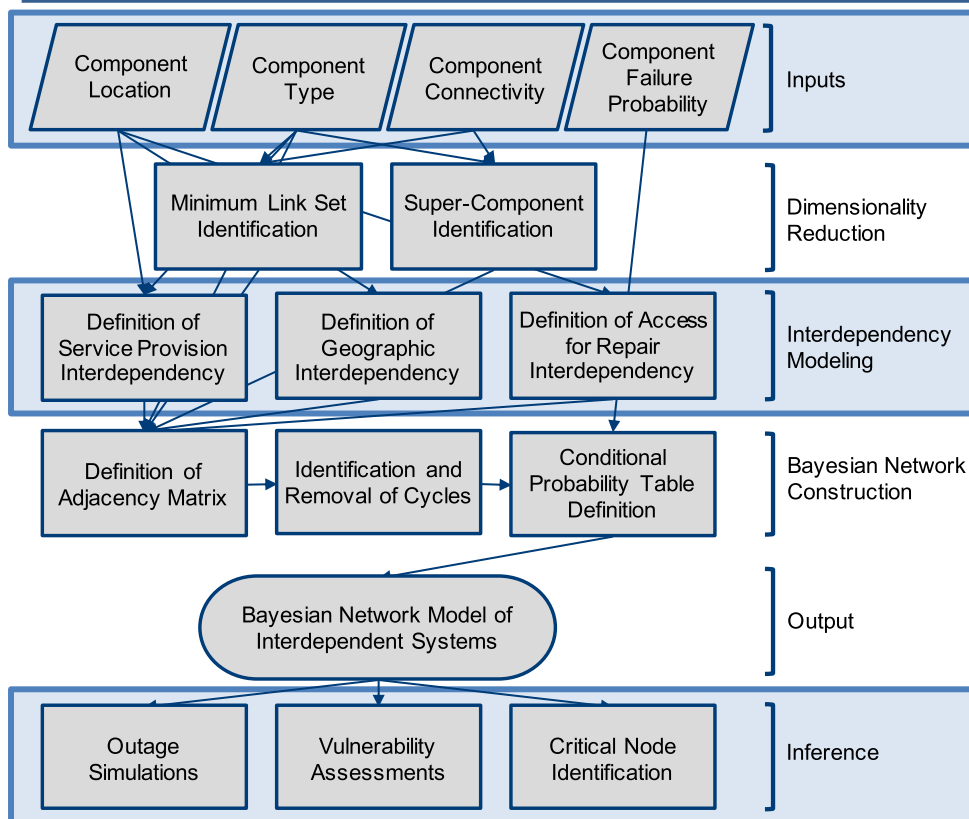 Component
Location
Component
Type
Component
Connectivity
Component
Failure
Probability
Inputs
Minimum Link Set
Identification
Super-Component
Identification
Dimensionality
Reduction
Definition of
Service Provision
Interdependency
Definition of
Geographic
Interdependency
Definition of Access
for Repair
Interdependency
Interdependency
Modeling
Definition of
Adjacency Matrix
Identification and
Removal of Cycles
Conditional
Probability Table
Definition
Bayesian Network
Construction
Bayesian Network Model of
Interdependent Systems
Output
Outage
Simulations
Vulnerability
Assessments
Critical Node
Identification
Inference